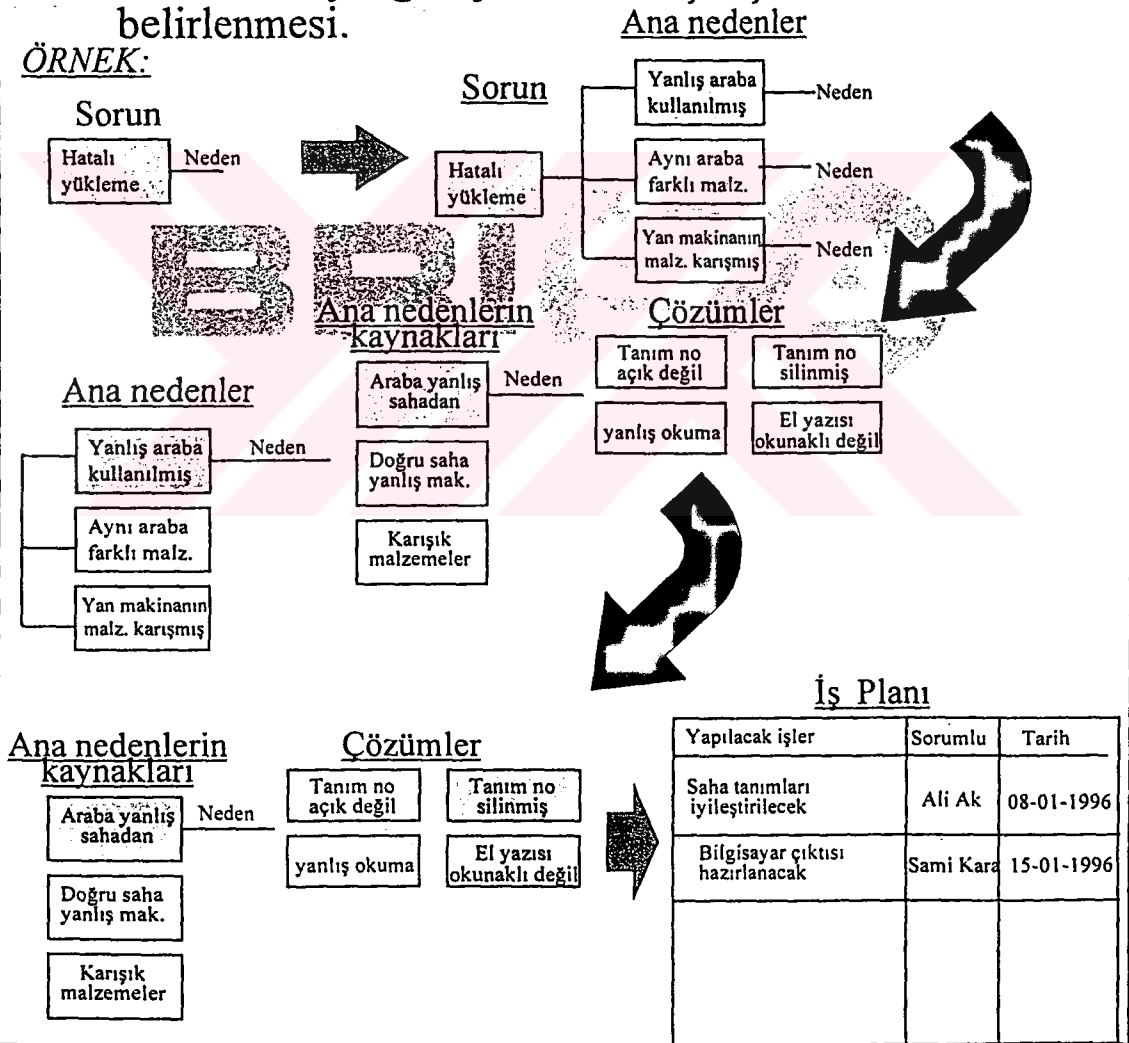 belirlenmesi.
ÖRNEK:
Sorun
Hatalı
yükleme
Neden
Sorun
Hatalı
yükleme
Ana nedenler
Yanlış araba
kullanılmış
Neden
Aynı araba
farklı malz.
Neden
Yan makinanın
malz. karışmış
Neden
Ana nedenler
Yanlış araba
kullanılmış
Neden
Aynı araba
farklı malz.
Yan makinanın
malz. karışmış
Ana nedenlerin
kaynakları
Araba yanlış
sahadan
Neden
Doğru saha
yanlış mak.
Karışık
malzemeler
Çözümler
Tanım no
açık değil
Tanım no
silinmiş
yanlış okuma
El yazısı
okunaklı değil
Ana nedenlerin
kaynakları
Araba yanlış
sahadan
Neden
Doğru saha
yanlış mak.
Karışık
malzemeler
Çözümler
Tanım no
açık değil
Tanım no
silinmiş
yanlış okuma
El yazısı
okunaklı değil
İş Planı
Yapılacak işler Sorumlu Tarih
Saha tanımları
iyileştirilecek
Ali Ak 08-01-1996
Bilgisayar çıktısı
hazırlanacak
Sami Kara 15-01-1996